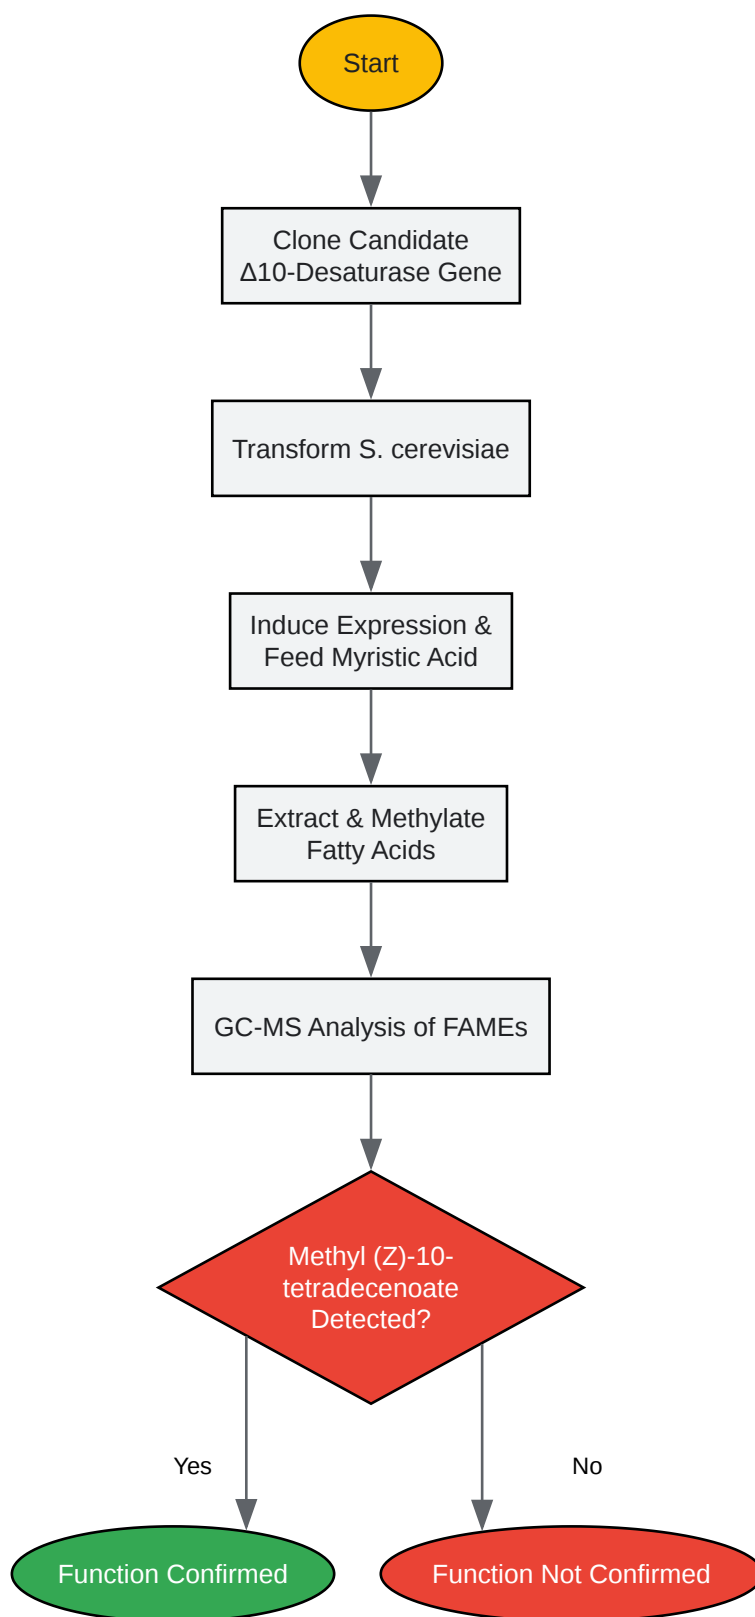 Start
Clone Candidate
Δ10-Desaturase Gene
Transform S. cerevisiae
Induce Expression &
Feed Myristic Acid
Extract & Methylate
Fatty Acids
GC-MS Analysis of FAMEs
Methyl (Z)-10-
tetradecenoate
Detected?
Yes
No
Function Confirmed
Function Not Confirmed